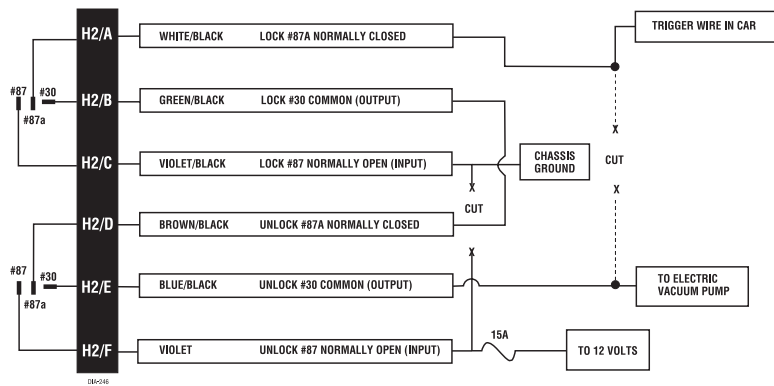 H2/A WHITE/BLACK LOCK #87A NORMALLY CLOSED TRIGGER WIRE IN CAR
#87 #30
#87a
H2/B GREEN/BLACK LOCK #30 COMMON (OUTPUT)
X
H2/C VIOLET/BLACK LOCK #87 NORMALLY OPEN (INPUT) CHASSIS
GROUND
CUT
X
CUT
X
H2/D BROWN/BLACK UNLOCK #87A NORMALLY CLOSED
X
#87 #30
#87a
H2/E BLUE/BLACK UNLOCK #30 COMMON (OUTPUT) TO ELECTRIC
VACUUM PUMP
15A
H2/F VIOLET UNLOCK #87 NORMALLY OPEN (INPUT) TO 12 VOLTS
DIA-246